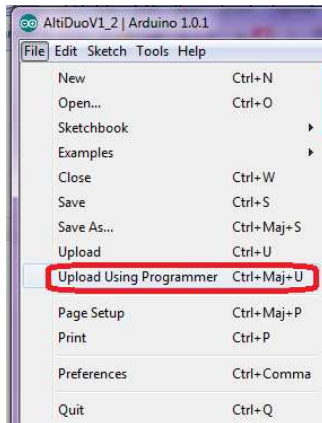 AltiDuoV1_2 | Arduino 1.0.1
File Edit Sketch Tools Help
New Ctrl+N
Open... Ctrl+O
Sketchbook
Examples
Close Ctrl+W
Save Ctrl+S
Save As... Ctrl+Maj+S
Upload Ctrl+U
Upload Using Programmer Ctrl+Maj+U
Page Setup Ctrl+Maj+P
Print Ctrl+P
Preferences Ctrl+Comma
Quit Ctrl+Q